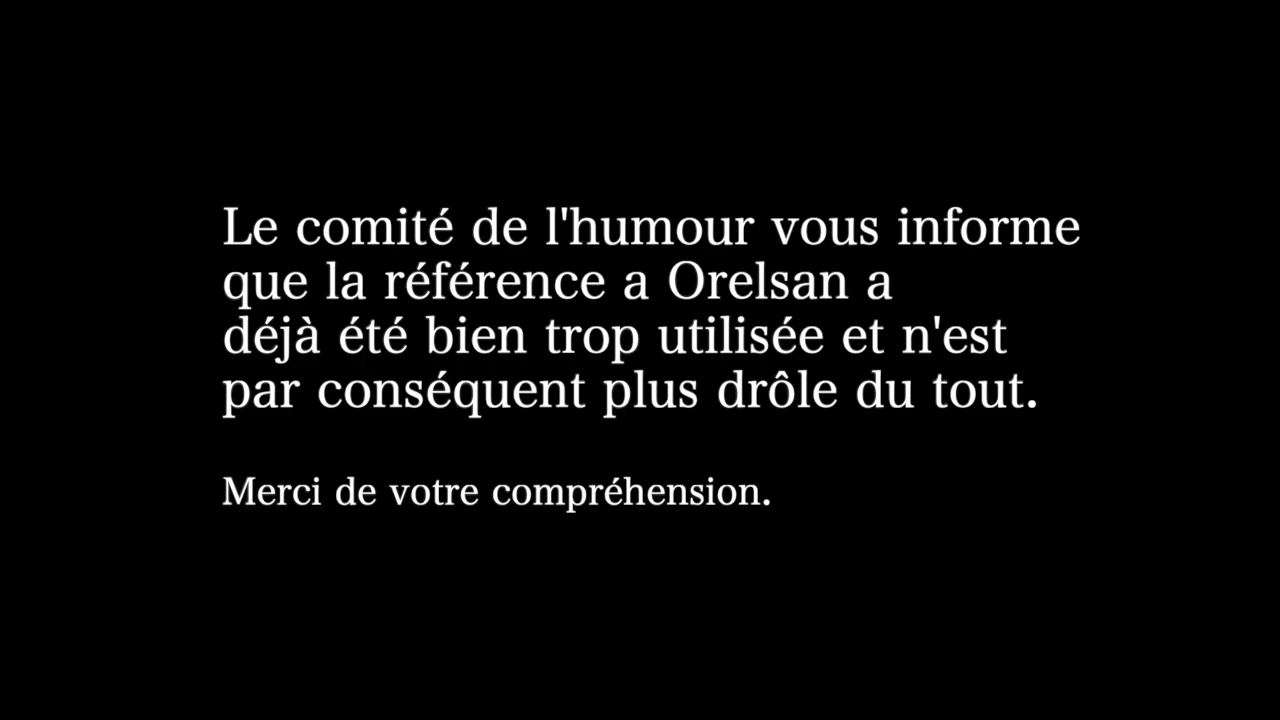 Le comité de l'humour vous informe
que la référence a Orelsan a
déjà été bien trop utilisée et n'est
par conséquent plus drôle du tout.
Merci de votre compréhension.